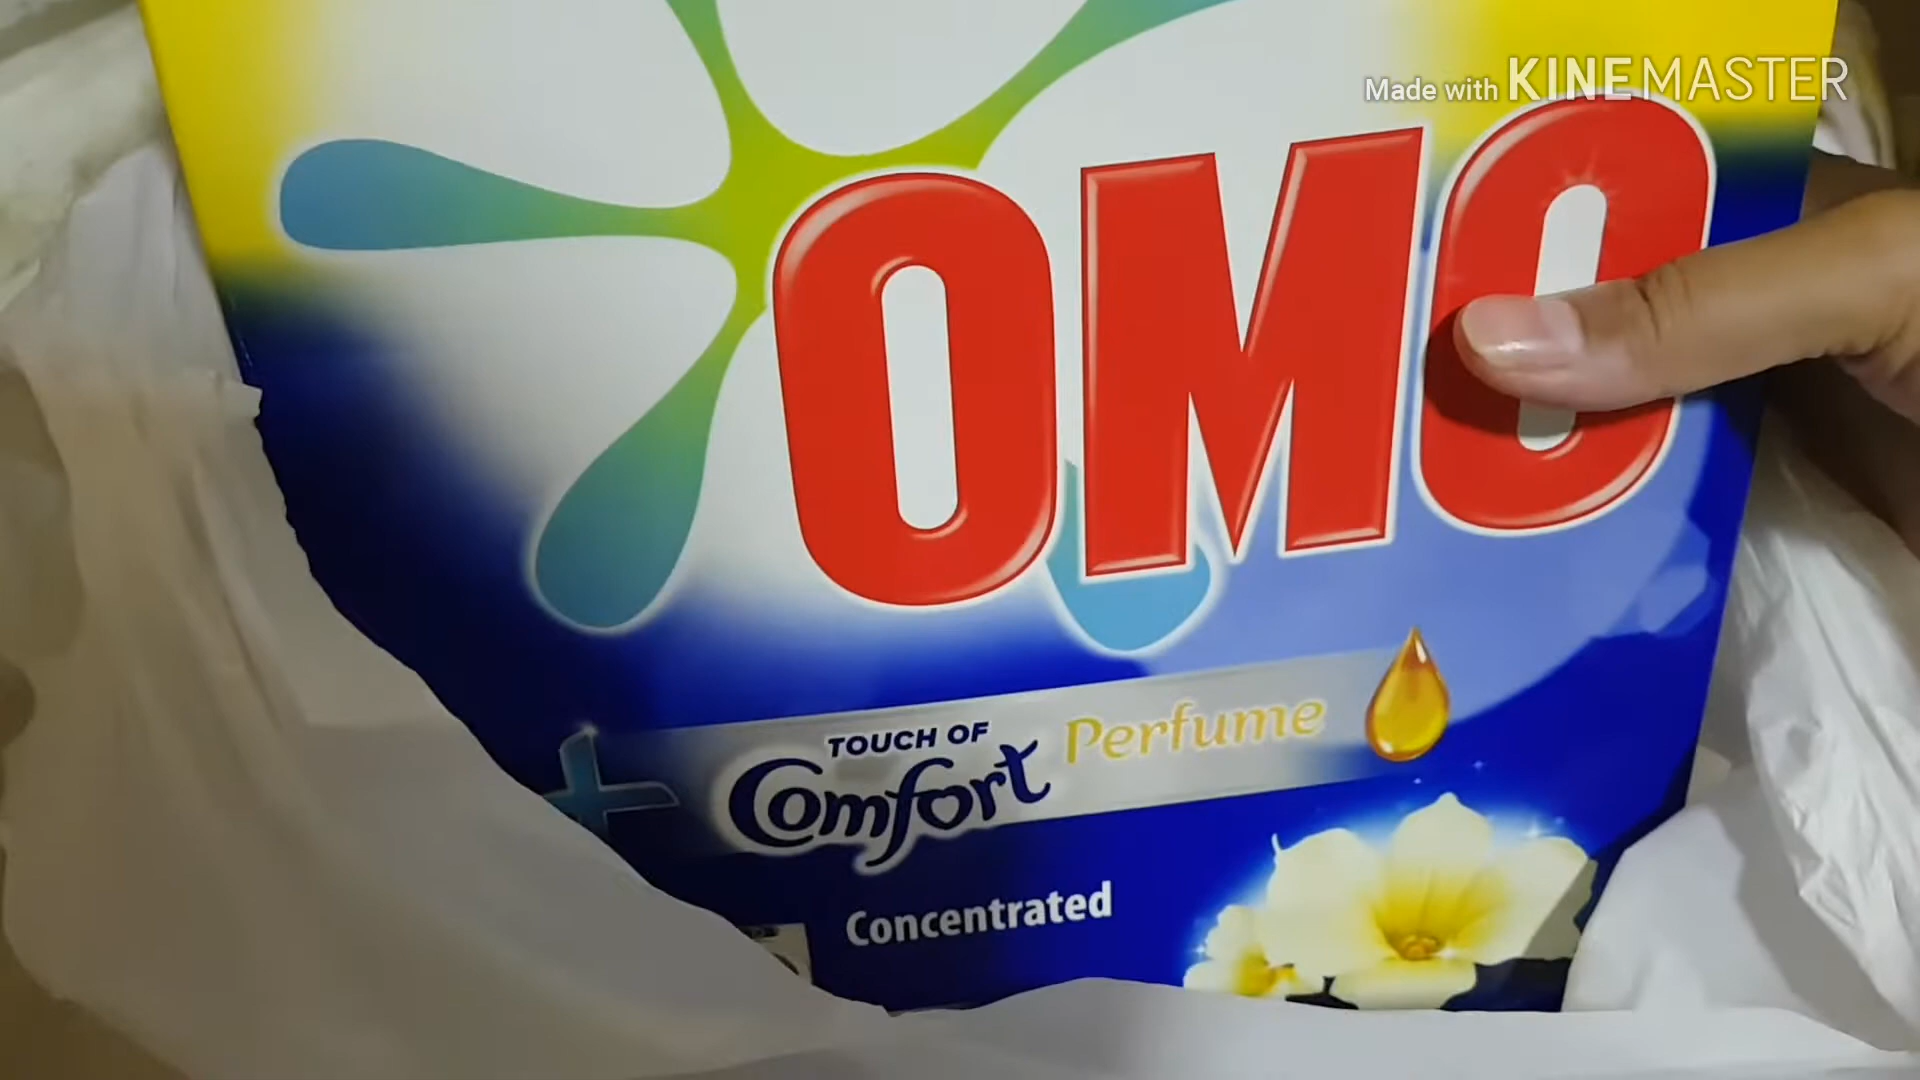 Made with KINEMASTER
OMO
TOUCH OF
Comfort Perfume
Concentrated